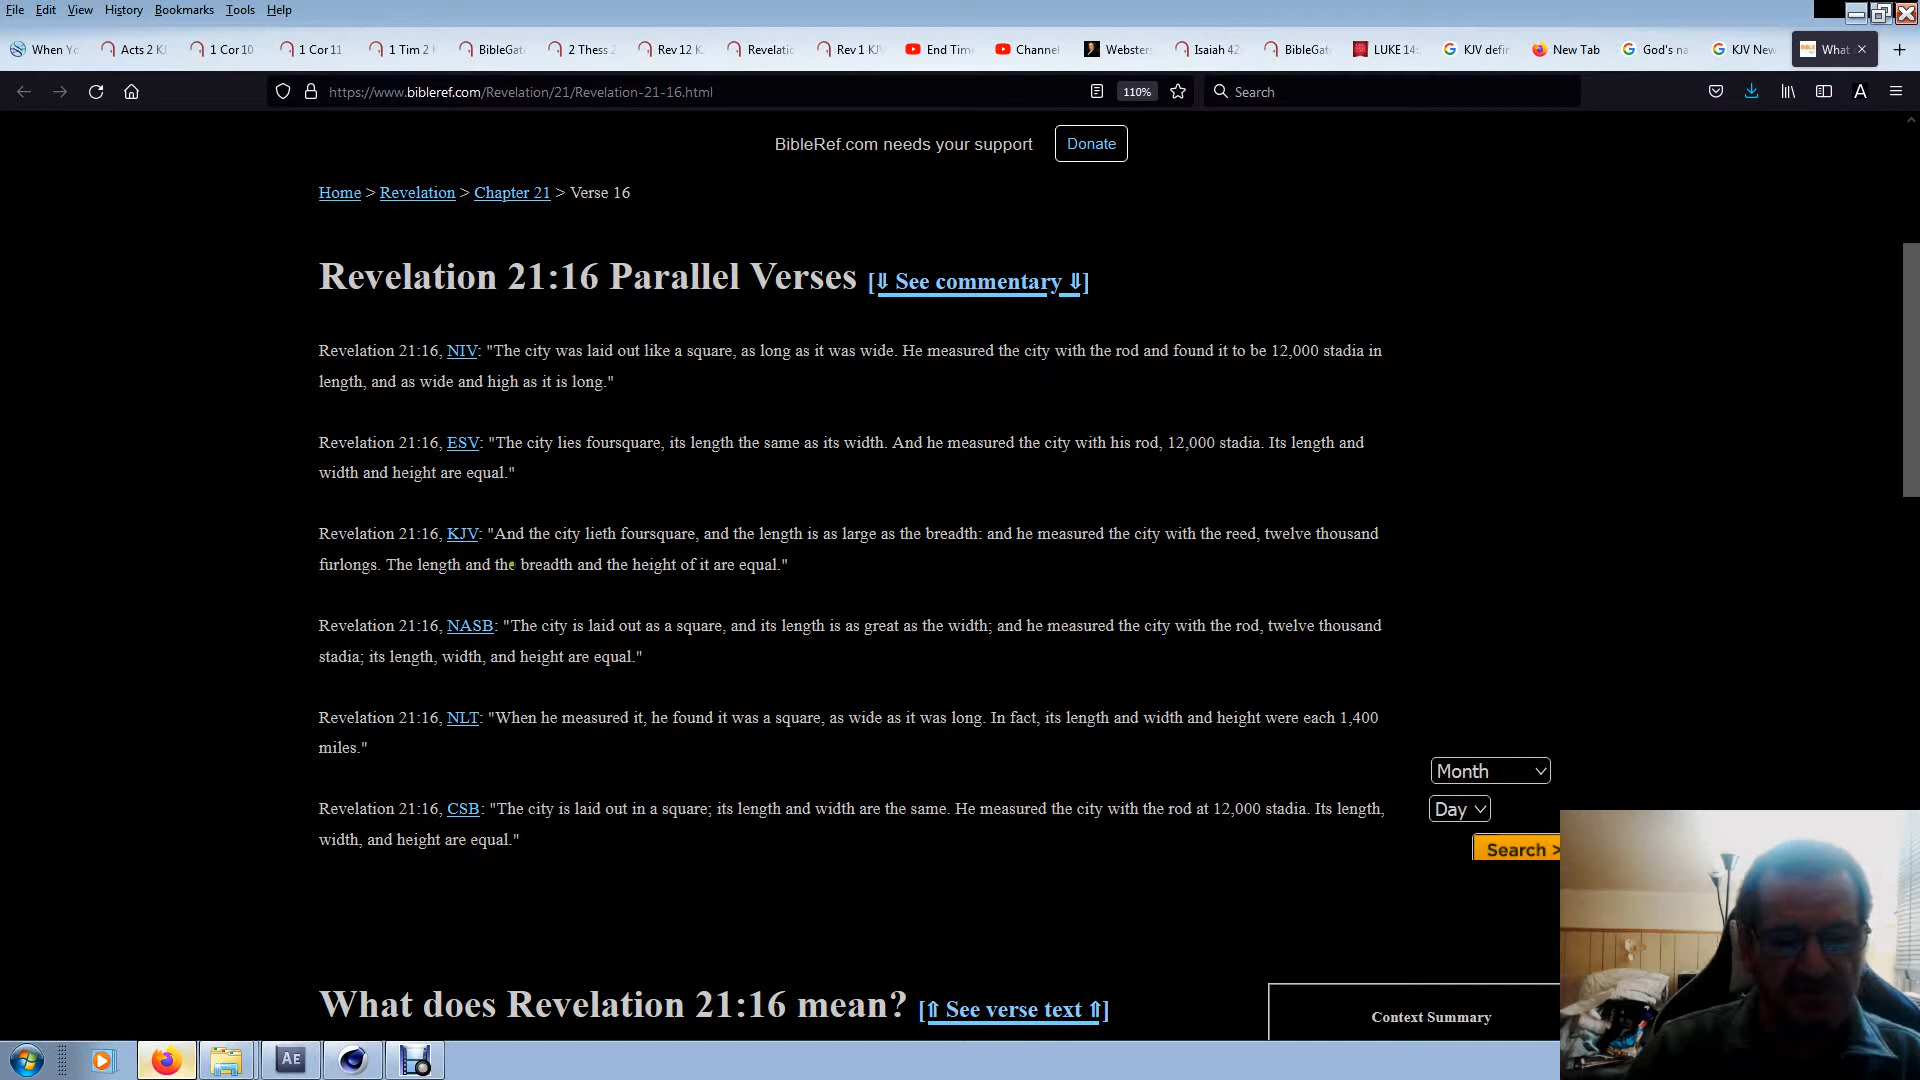 File Edit View History Bookmarks Tools Help
When Yo Acts 2 KJ 1 Cor 10 1 Cor 11 1 Tim 2 BibleGat 2 Thess Rev 12 K Revelatio Rev 1 KJV End Time Channel Webster Isaiah 42 BibleGat LUKE 14: KJV defin New Tab God's na KJV New What
https://www.bibleref.com/Revelation/21/Revelation-21-16.html 110% Search
BibleRef.com needs your support Donate
Home > Revelation > Chapter 21 > Verse 16
Revelation 21:16 Parallel Verses [⇓ See commentary ⇓]
Revelation 21:16, NIV: "The city was laid out like a square, as long as it was wide. He measured the city with the rod and found it to be 12,000 stadia in
length, and as wide and high as it is long."
Revelation 21:16, ESV: "The city lies foursquare, its length the same as its width. And he measured the city with his rod, 12,000 stadia. Its length and
width and height are equal."
Revelation 21:16, KJV: "And the city lieth foursquare, and the length is as large as the breadth: and he measured the city with the reed, twelve thousand
furlongs. The length and the breadth and the height of it are equal."
Revelation 21:16, NASB: "The city is laid out as a square, and its length is as great as the width; and he measured the city with the rod, twelve thousand
stadia; its length, width, and height are equal."
Revelation 21:16, NLT: "When he measured it, he found it was a square, as wide as it was long. In fact, its length and width and height were each 1,400
miles."
Month
Revelation 21:16, CSB: "The city is laid out in a square; its length and width are the same. He measured the city with the rod at 12,000 stadia. Its length,
width, and height are equal."
Day
Search >
What does Revelation 21:16 mean? [⇑ See verse text ⇑]
Context Summary
AE